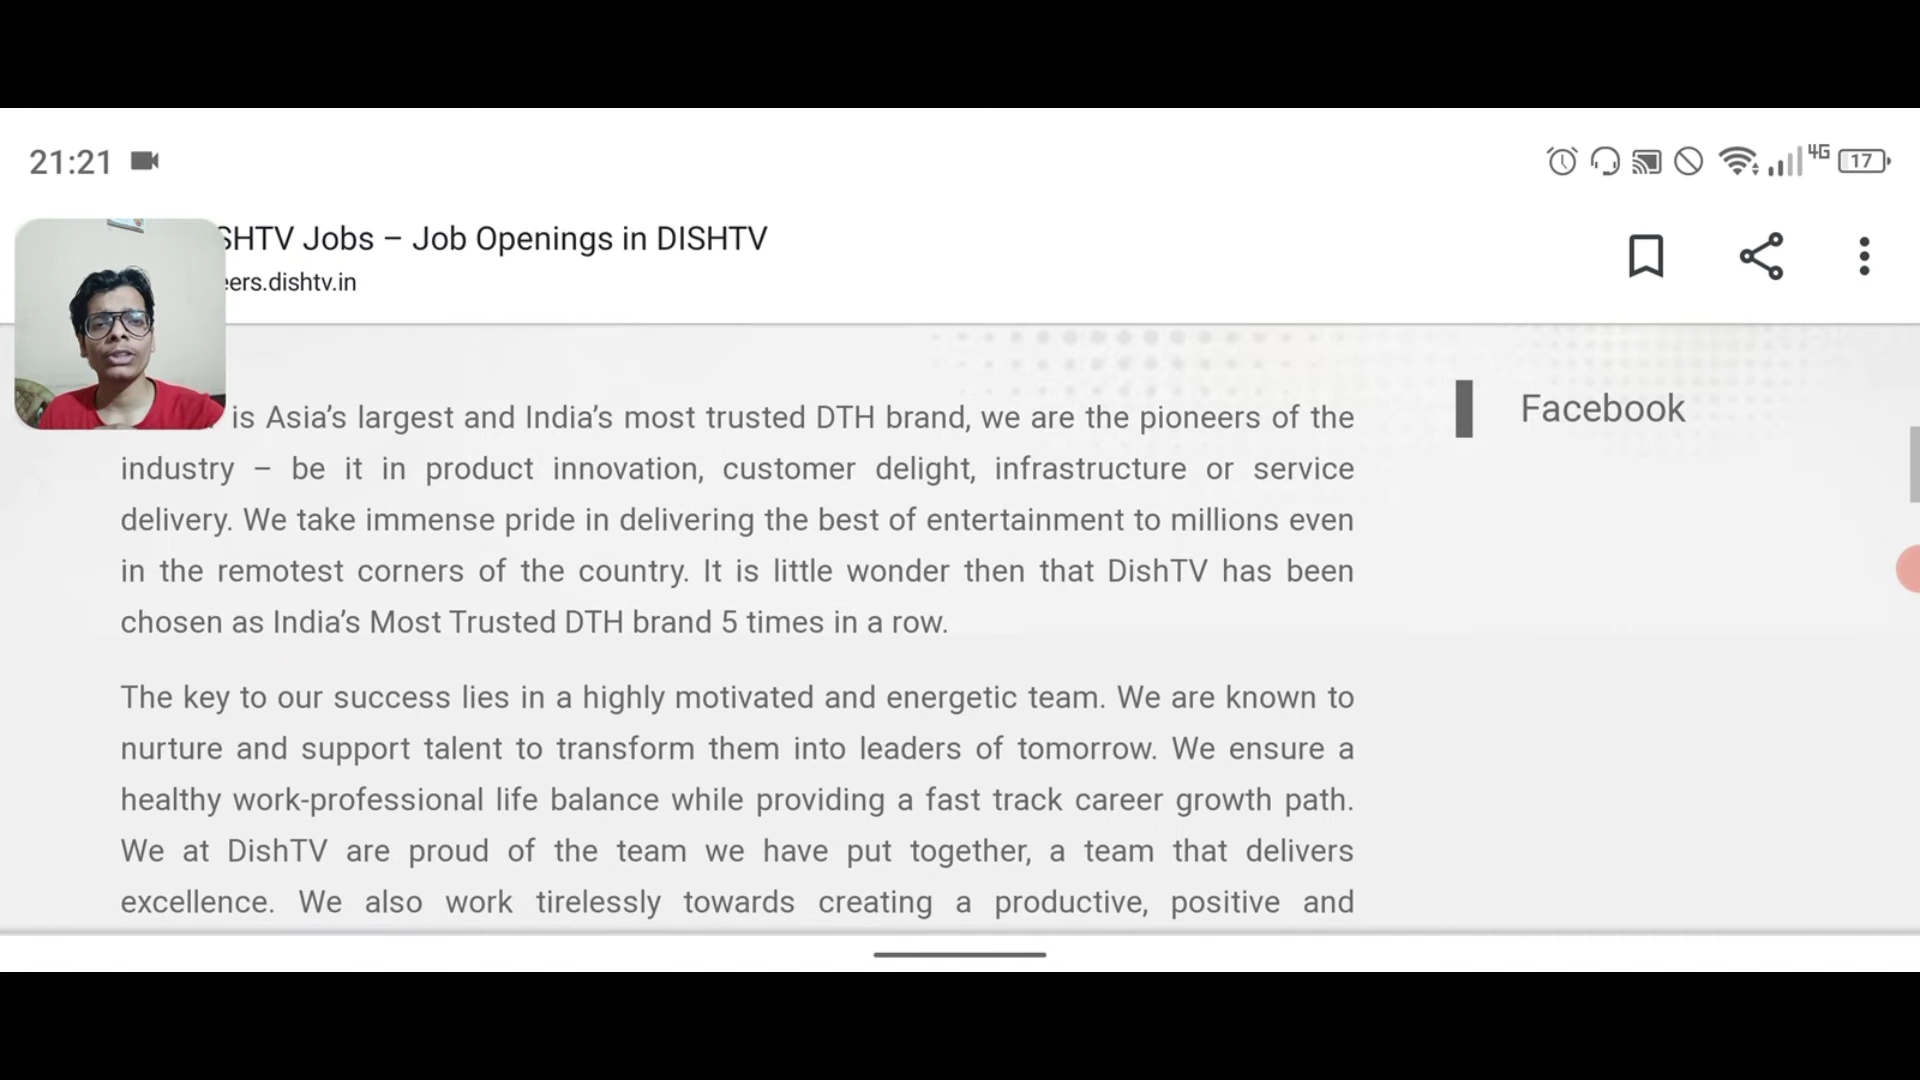 21:21
4G
17
SHTV Jobs – Job Openings in DISHTV
eers.dishtv.in
is Asia’s largest and India’s most trusted DTH brand, we are the pioneers of the
Facebook
industry – be it in product innovation, customer delight, infrastructure or service
delivery. We take immense pride in delivering the best of entertainment to millions even
in the remotest corners of the country. It is little wonder then that DishTV has been
chosen as India’s Most Trusted DTH brand 5 times in a row.
The key to our success lies in a highly motivated and energetic team. We are known to
nurture and support talent to transform them into leaders of tomorrow. We ensure a
healthy work-professional life balance while providing a fast track career growth path.
We at DishTV are proud of the team we have put together, a team that delivers
excellence. We also work tirelessly towards creating a productive, positive and